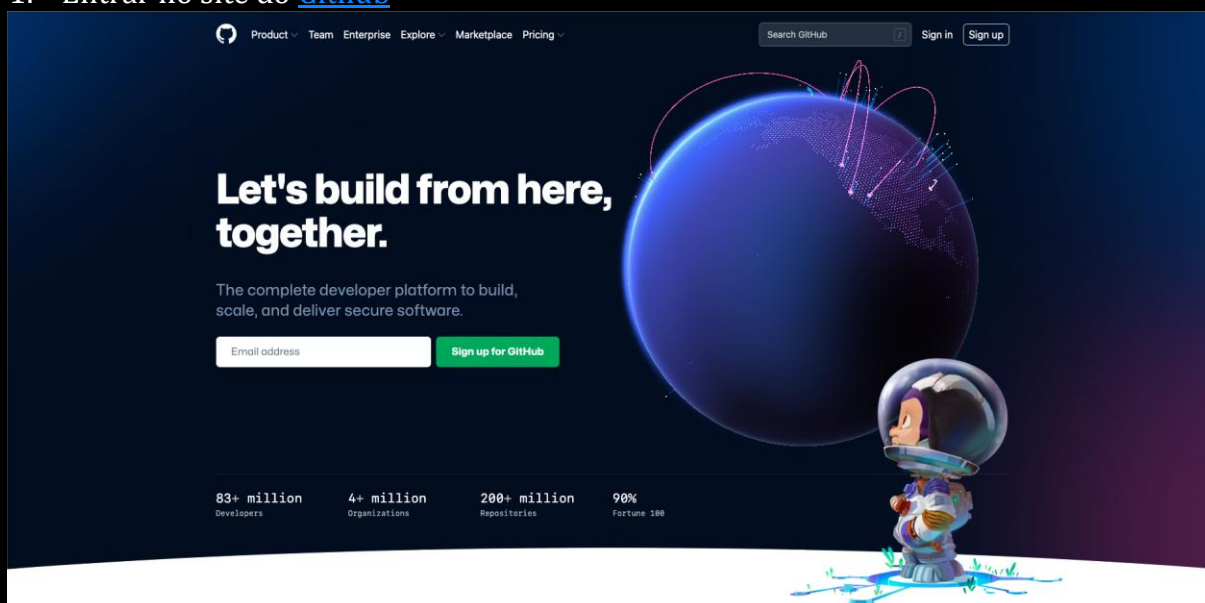 1. Entrar no site do Github
Product Team Enterprise Explore Marketplace Pricing Search GitHub / Sign in Sign up
Let's build from here,
together.
The complete developer platform to build,
scale, and deliver secure software.
Email address Sign up for GitHub
83+ million 4+ million 200+ million 90%
Developers Organizations Repositories Fortune 100